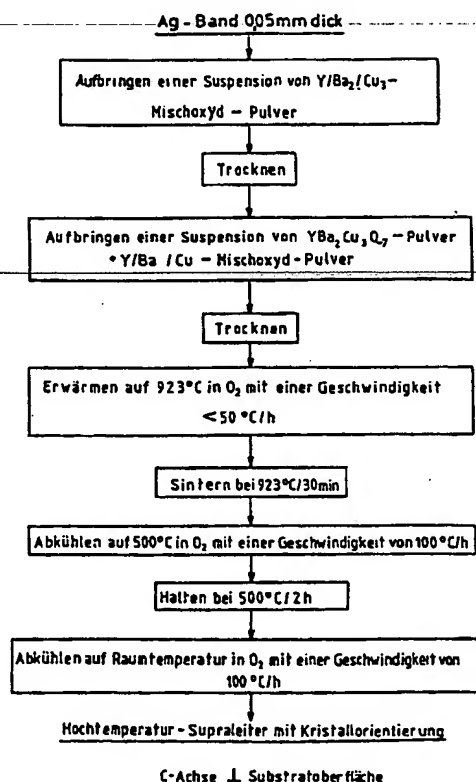 Ag-Band 0,05mm dick
Aufbringen einer Suspension von Y/Ba₂/Cu₃–
Mischoxyd – Pulver
Trocknen
Aufbringen einer Suspension von YBa₂Cu₃O₋₇ – Pulver
+ Y/Ba / Cu – Mischoxyd-Pulver
Trocknen
Erwärmen auf 923°C in O₂ mit einer Geschwindigkeit
<50 °C/h
Sintern bei 923°C/30min
Abkühlen auf 500°C in O₂ mit einer Geschwindigkeit von 100°C/h
Halten bei 500°C/2h
Abkühlen auf Raumtemperatur in O₂ mit einer Geschwindigkeit von
100°C/h
Hochtemperatur-Supraleiter mit Kristallorientierung
C-Achse ⊥ Substratoberfläche